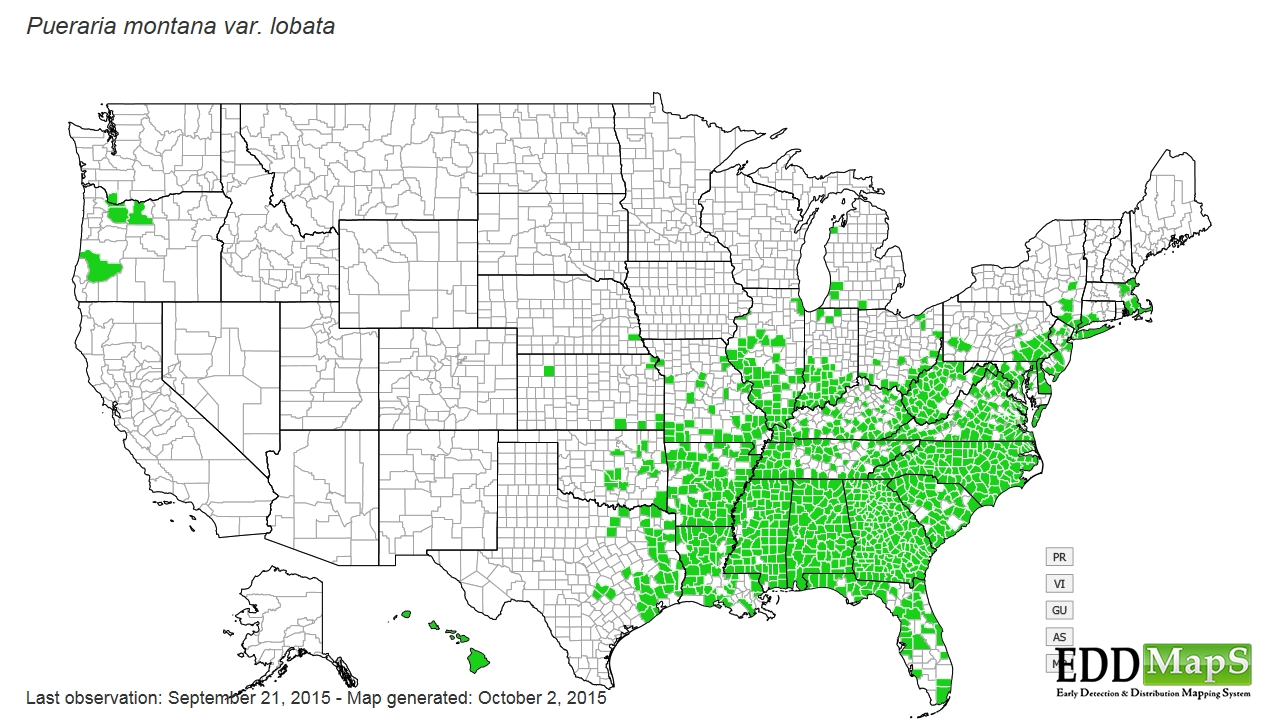 Pueraria montana var. lobata
PR
VI
GU
AS
EDDMapS
Early Detection & Distribution Mapping System
Last observation: September 21, 2015 - Map generated: October 2, 2015